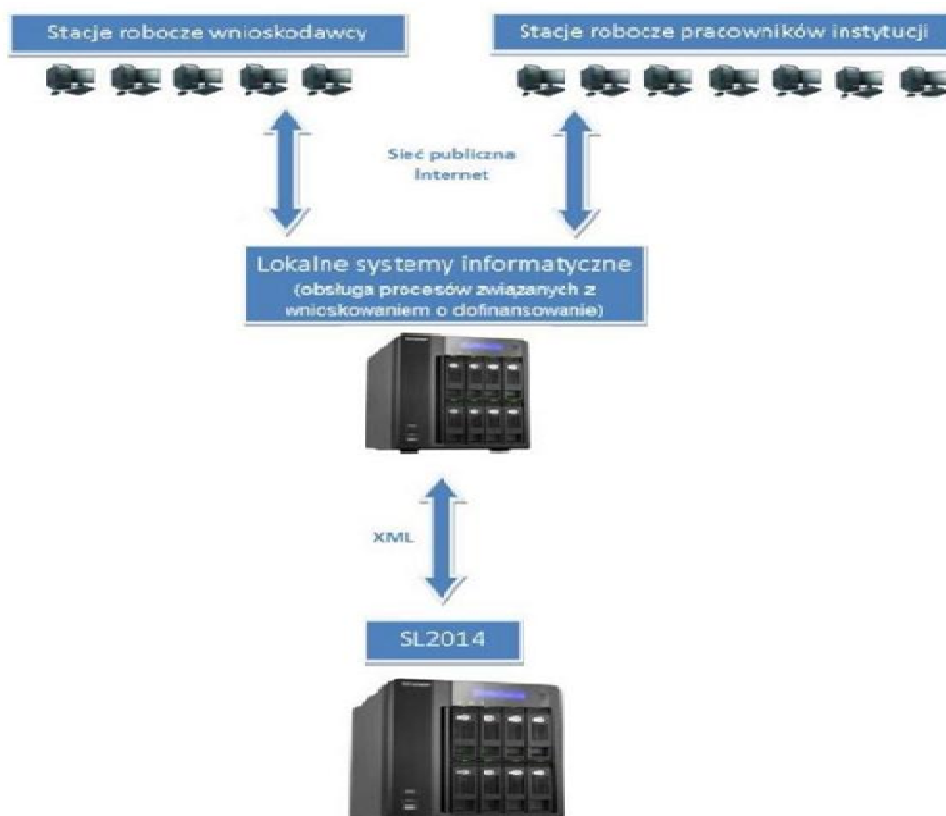 Stacje robocze wnioskodawcy
Stacje robocze pracowników instytucji
Sieć publiczna
Internet
Lokalne systemy informatyczne
(obsługa procesów związanych z
wnioskowaniem o dofinansowanie)
XML
SL2014